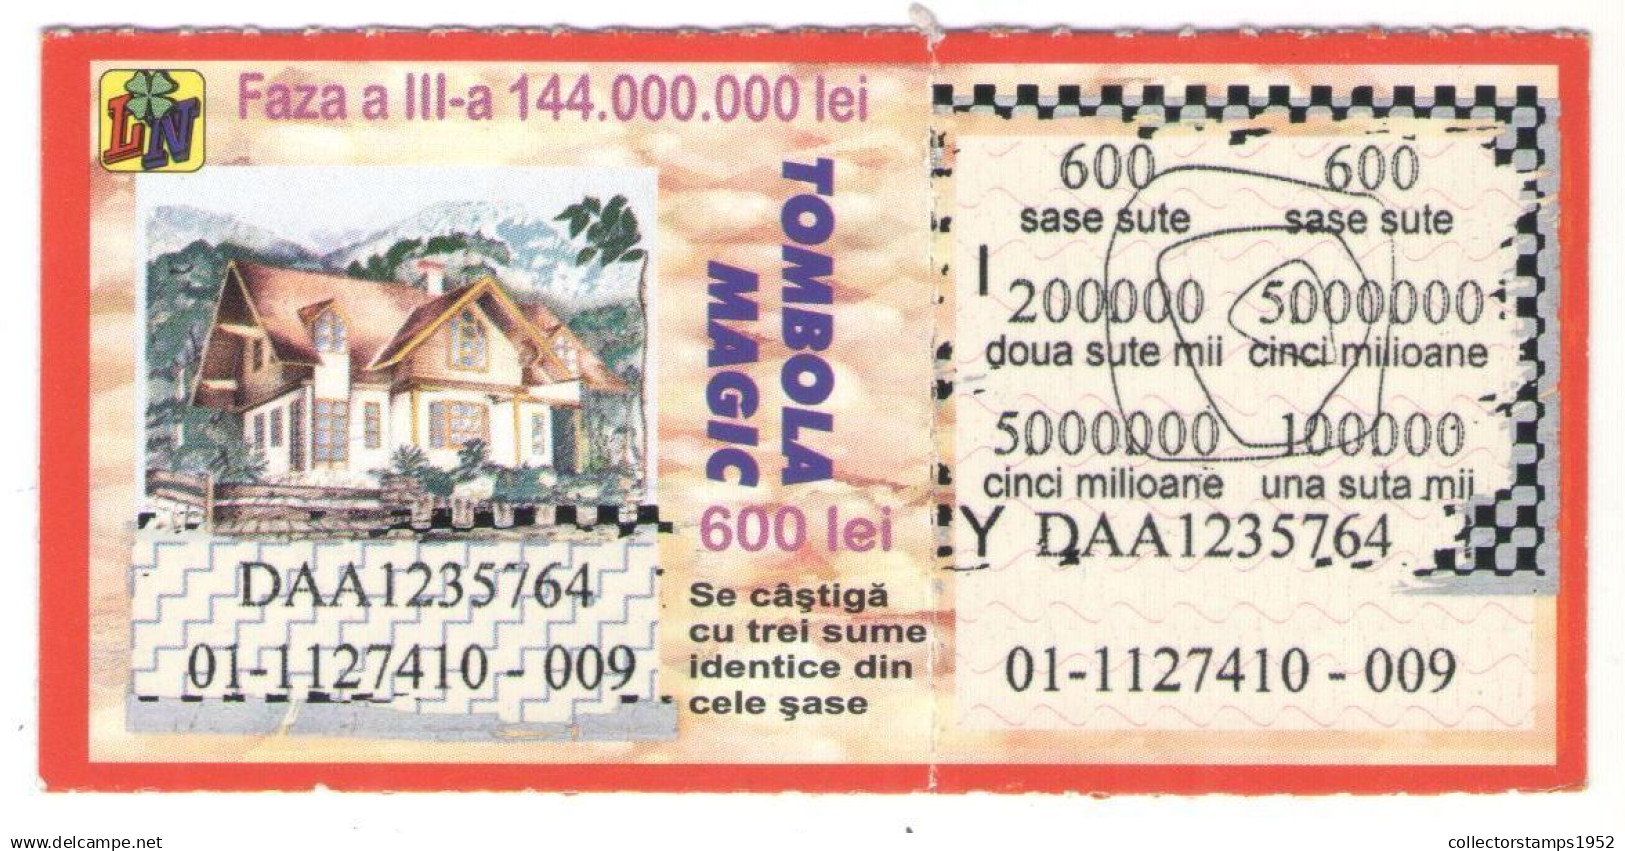 LN
Faza a III-a 144.000.000 lei
TOMBOLA
MAGIC
600 lei
Se câştigă
cu trei sume
identice din
cele şase
DAA1235764
01-1127410 - 009
600 600
sase sute sase sute
I
200000 5000000
doua sute mii cinci milioane
5000000 100000
cinci milioane una suta mii
Y DAA1235764
01-1127410 - 009
www.delcampe.net
collectorstamps1952